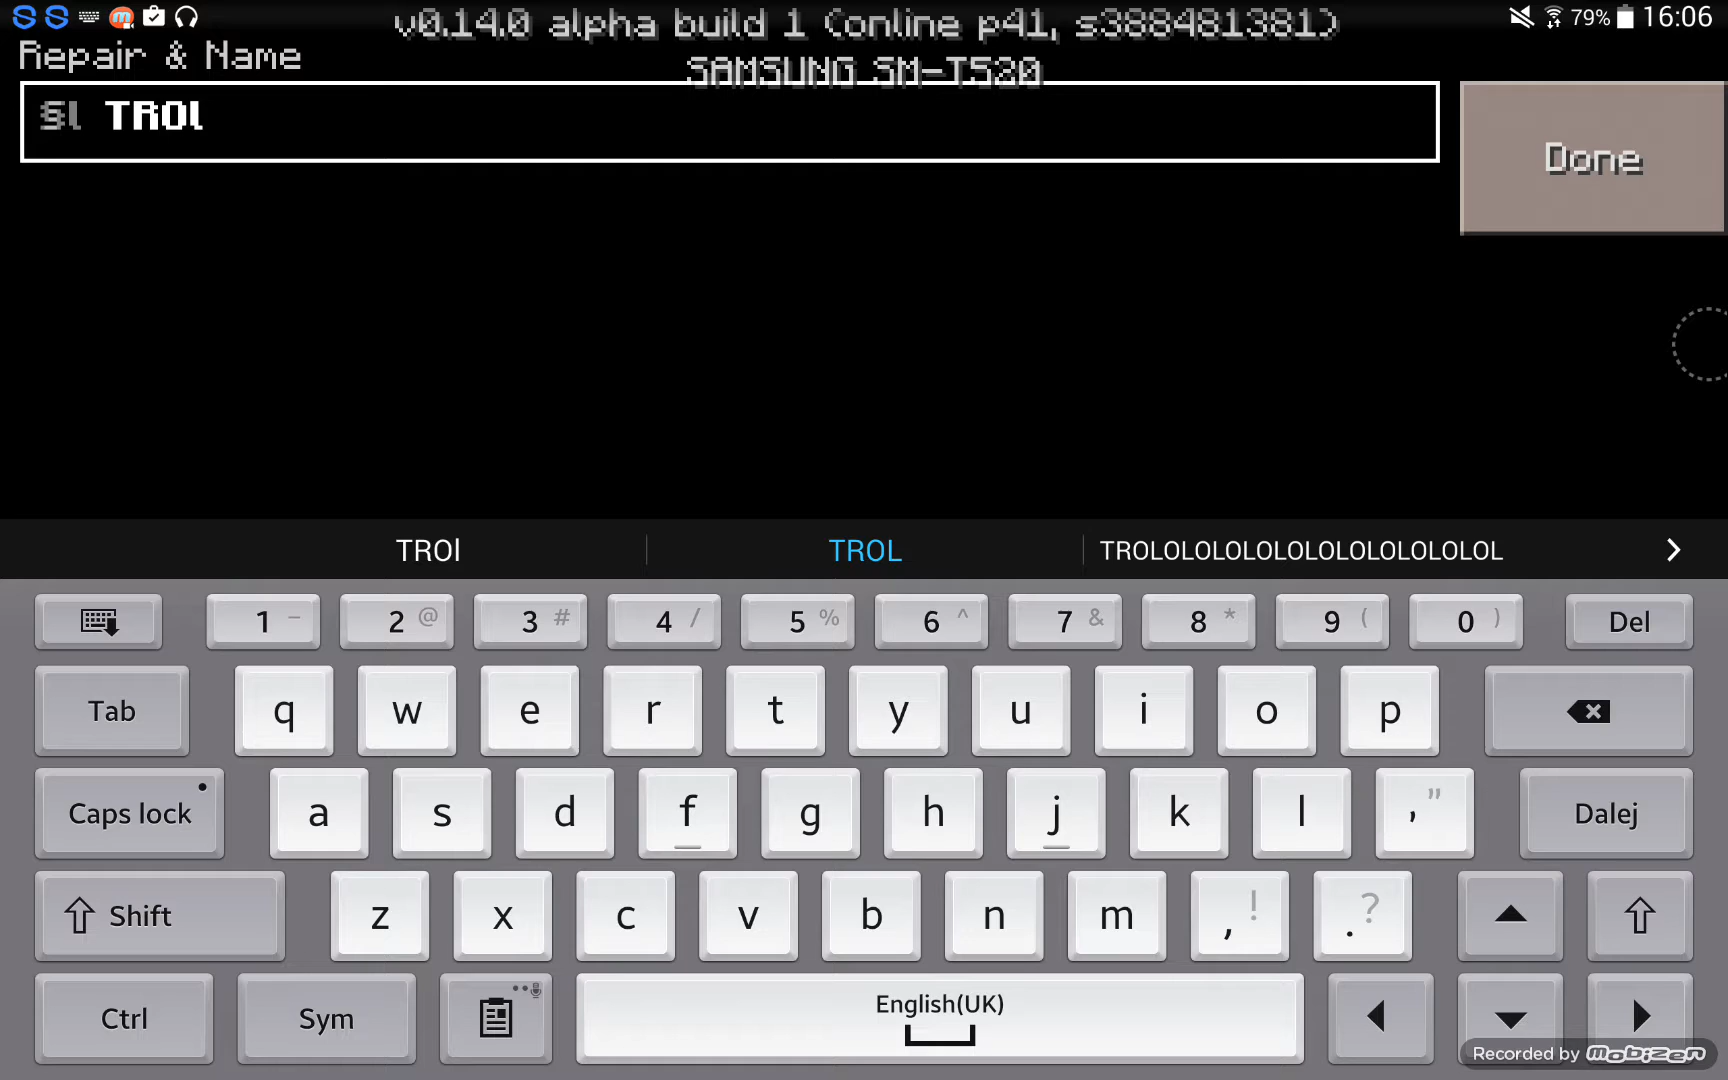 v0.14.0 alpha build 1 (online p41, s388481381)
79% 16:06
Repair & Name
SAMSUNG SM-T520
§l TROl
Done
TROl TROL TROLOLOLOLOLOLOLOLOLOLOL
1 – 2 @ 3 # 4 / 5 % 6 ^ 7 & 8 * 9 ( 0 ) Del
Tab q w e r t y u i o p
Caps lock a s d f g h j k l ' " Dalej
Shift z x c v b n m , ! . ?
Ctrl Sym English(UK)
Recorded by mobizen